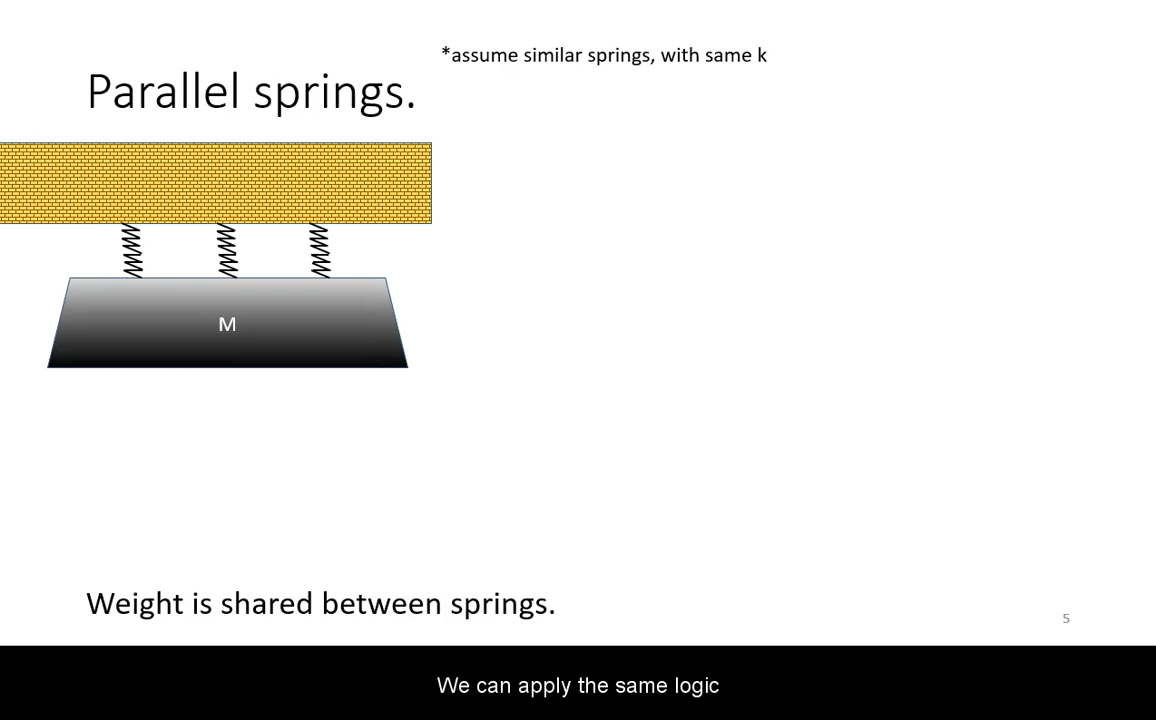 *assume similar springs, with same k
Parallel springs.
M
Weight is shared between springs.
5
We can apply the same logic